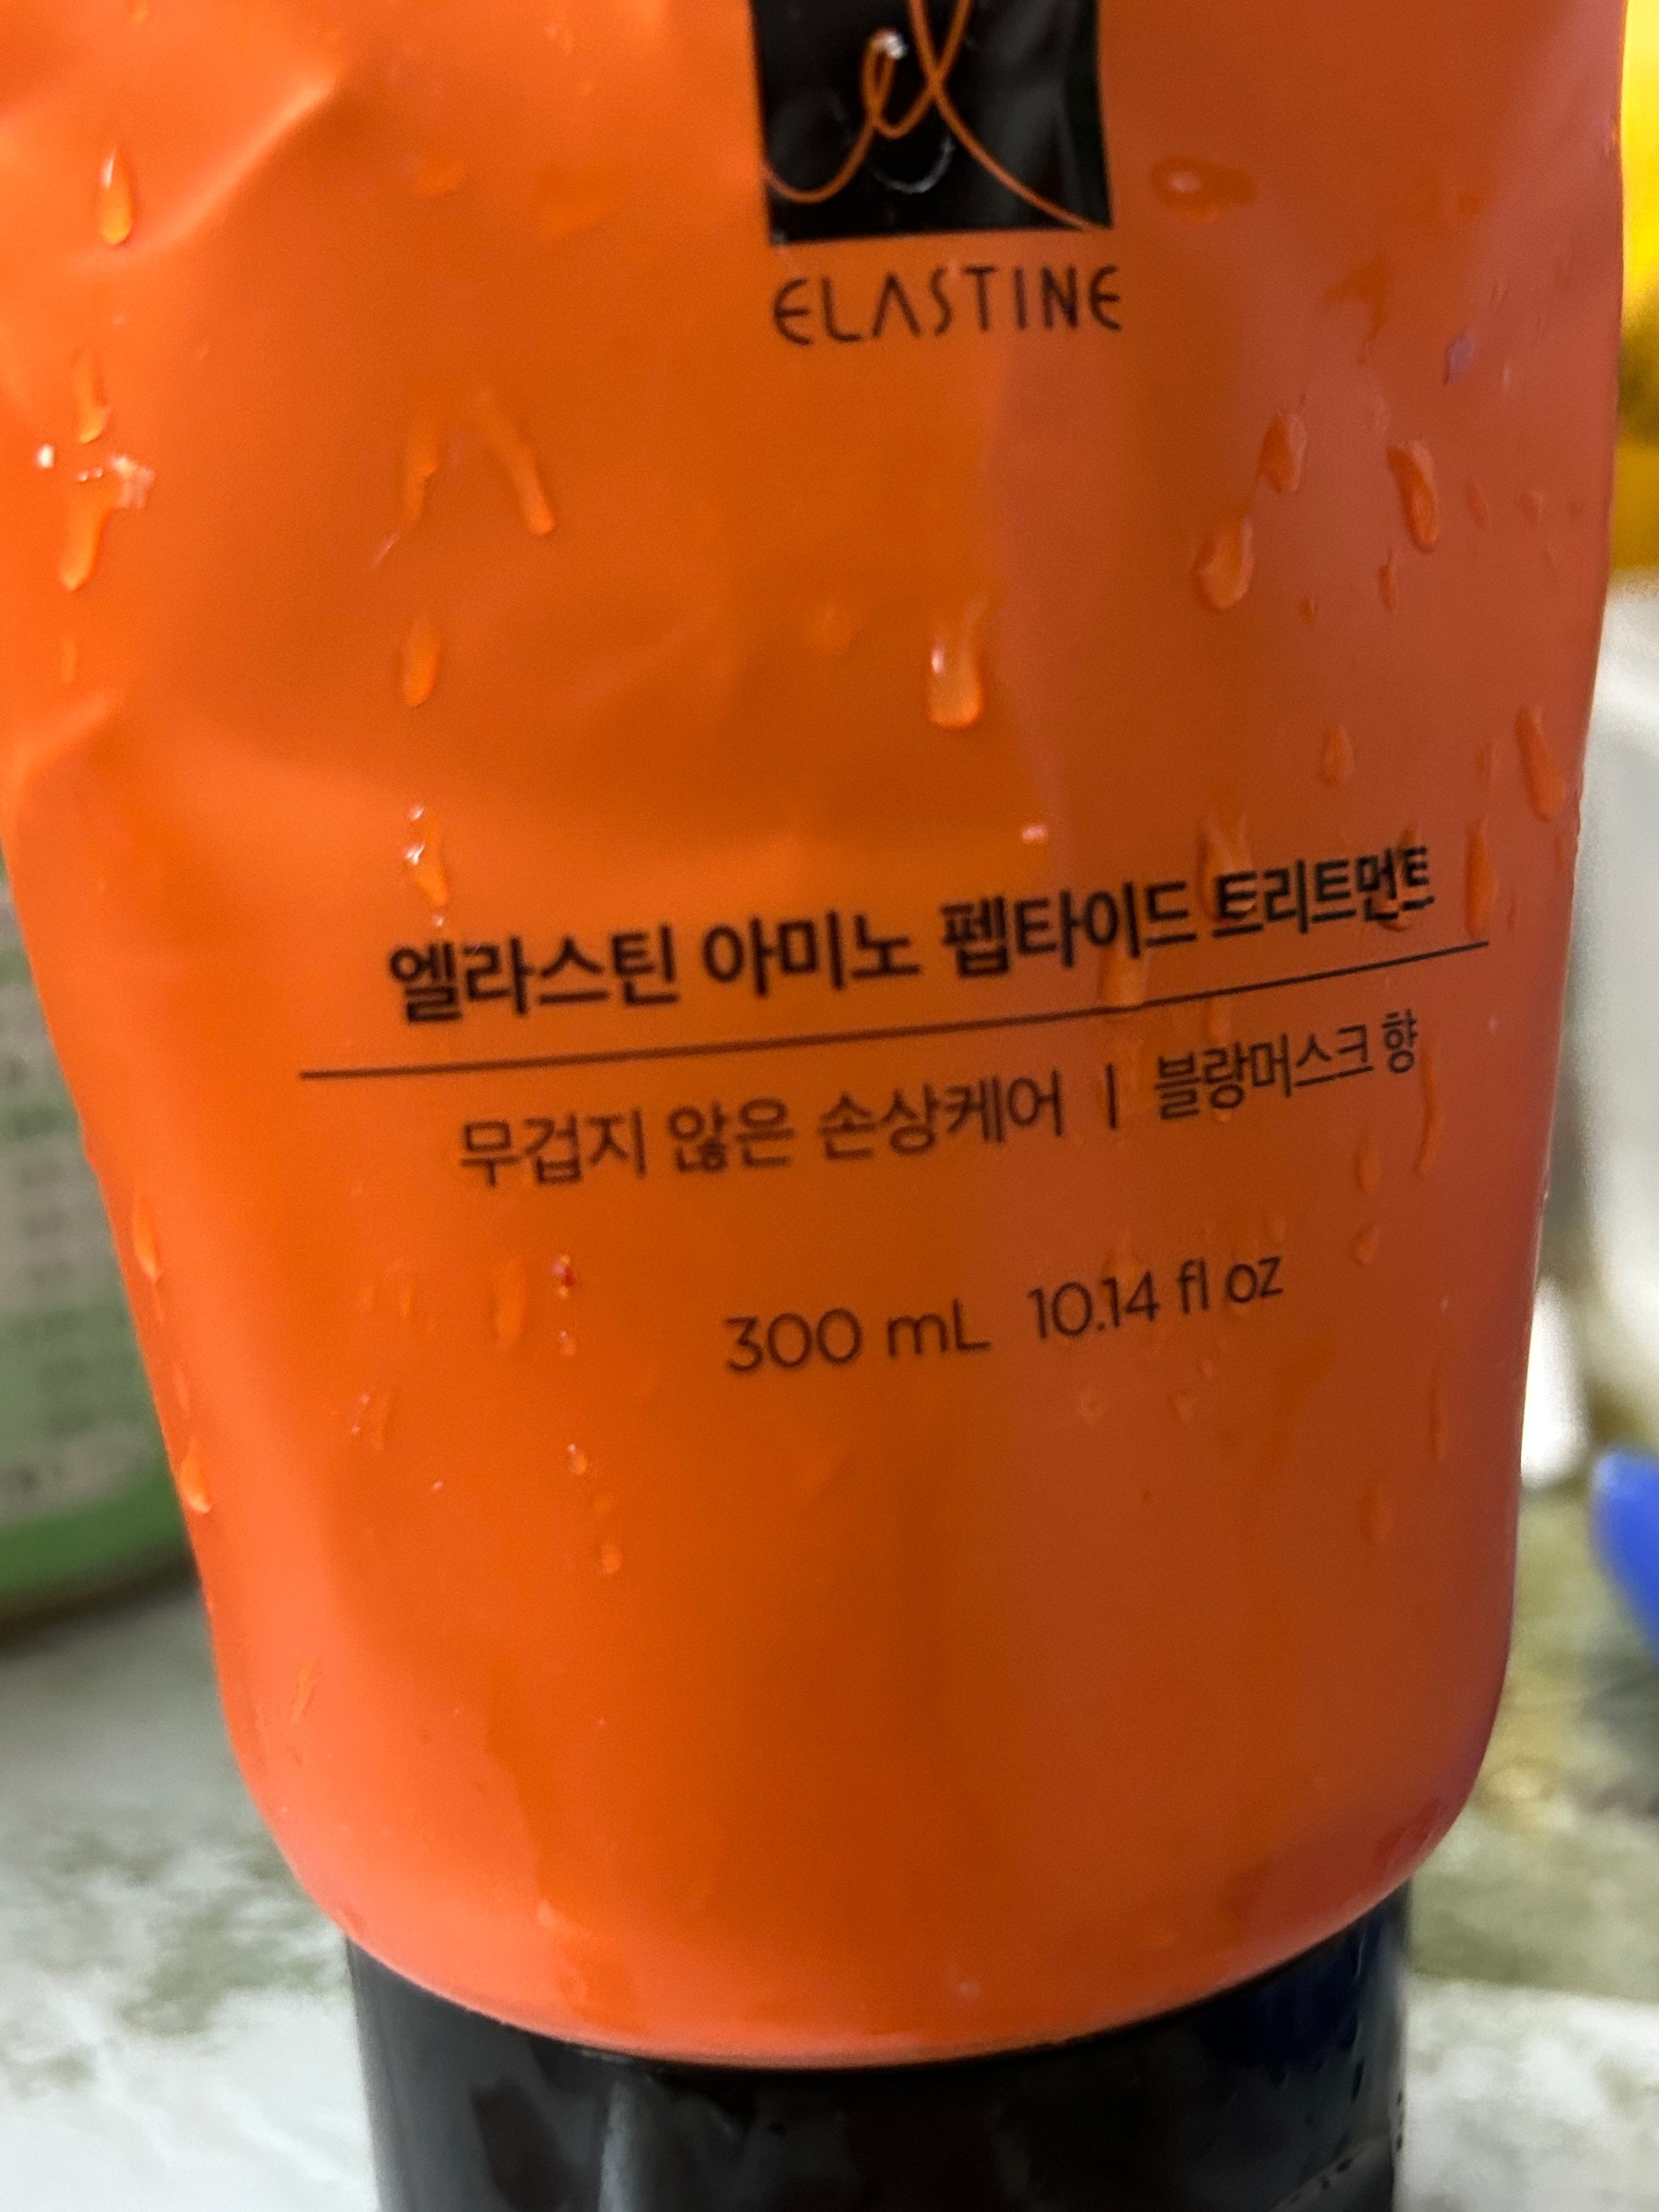 el
ELASTINE
엘라스틴 아미노 펩타이드 트리트먼트
무겁지 않은 손상케어 | 블랑머스크 향
300 mL 10.14 fl oz